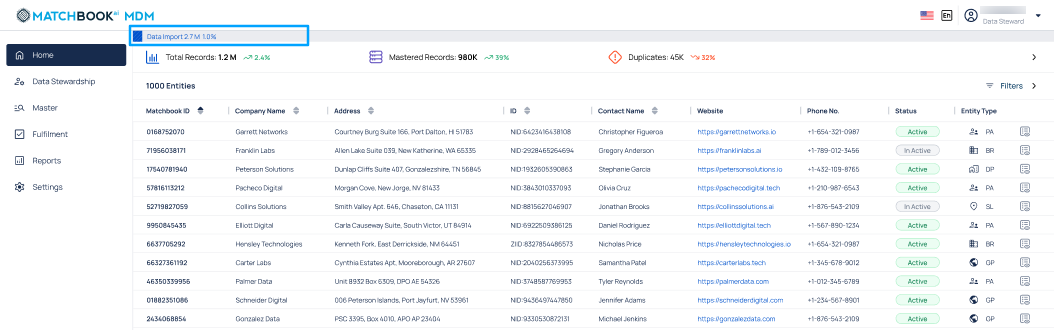 MATCHBOOK ai MDM
En
Data Steward
Data Import 2.7 M 1.0%
Home
Data Stewardship
Master
Fulfilment
Reports
Settings
Total Records: 1.2 M 2.4% Mastered Records: 980K 39% Duplicates: 45K 32%
1000 Entities Filters
Matchbook ID Company Name Address ID Contact Name Website Phone No. Status Entity Type
0168752070 Garrett Networks Courtney Burg Suite 166, Port Dalton, HI 51783 NID:6423416438108 Christopher Figueroa https://garrettnetworks.io +1-654-321-0987 Active PA
71956038171 Franklin Labs Allen Lake Suite 039, New Katherine, WA 65335 NID:2928465264694 Gregory Anderson https://franklinlabs.ai +1-789-012-3456 In Active BR
17540781940 Peterson Solutions Dunlap Cliffs Suite 407, Gonzalezshire, TN 56845 NID:1932605390863 Stephanie Garcia https://petersonsolutions.io +1-432-109-8765 Active DP
57816113212 Pacheco Digital Morgan Cove, New Jorge, NV 81433 NID:3843010337093 Olivia Cruz https://pachecodigital.tech +1-210-987-6543 Active PA
52719827059 Collins Solutions Smith Valley Apt. 646, Chaseton, CA 11131 NID:8815627046907 Jonathan Brooks https://collinssolutions.ai +1-876-543-2109 In Active SL
9950845435 Elliott Digital Carla Causeway Suite, South Victor, UT 84914 NID:6922509386125 Daniel Rodriguez https://elliottdigital.tech +1-567-890-1234 Active PA
6637705292 Hensley Technologies Kenneth Fork, East Derrickside, NM 64451 ZIID:8327854486573 Nicholas Price https://hensleytechnologies.io +1-654-321-0987 Active BR
66327361192 Carter Labs Cynthia Estates Apt, Mooreborough, AR 27607 NID:2040256373995 Samantha Patel https://carterlabs.tech +1-345-678-9012 Active GP
46350339956 Palmer Data Unit 8932 Box 6309, DPO AE 54326 NID:3748587769953 Tyler Reynolds https://palmerdata.com +1-012-345-6789 Active PA
01882351086 Schneider Digital 006 Peterson Islands, Port Jayfurt, NV 53961 NID:9436497447850 Jennifer Adams https://schneiderdigital.com +1-234-567-8901 Active GP
2434068854 Gonzalez Data PSC 3395, Box 4010, APO AP 23404 NID:9330530872131 Michael Jenkins https://gonzalezdata.com +1-876-543-2109 Active GP